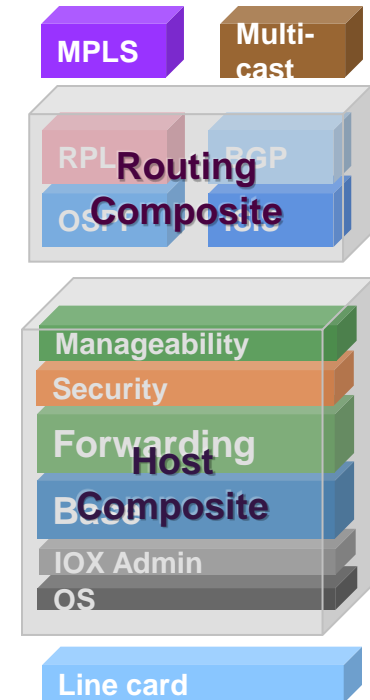 MPLS
Multi-
cast
RPL
BGP
Routing
OSPF
ISIS
Composite
Manageability
Security
Forwarding
Host
Base
Composite
IOX Admin
OS
Line card